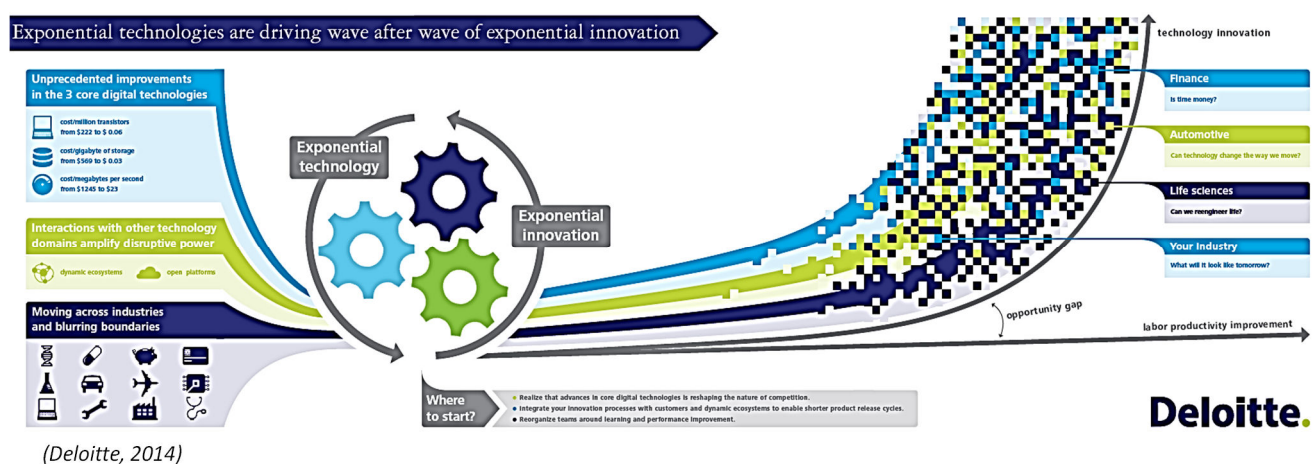 Exponential technologies are driving wave after wave of exponential innovation
Unprecedented improvements
in the 3 core digital technologies
cost/million transistors
from $222 to $ 0.06
cost/gigabyte of storage
from $569 to $ 0.03
cost/megabytes per second
from $1245 to $23
Interactions with other technology
domains amplify disruptive power
dynamic ecosystems
open platforms
Moving across industries
and blurring boundaries
Exponential
technology
Exponential
innovation
Where
to start?
Realize that advances in core digital technologies is reshaping the nature of competition.
Integrate your innovation processes with customers and dynamic ecosystems to enable shorter product release cycles.
Reorganize teams around learning and performance improvement.
technology innovation
Finance
Is time money?
Automotive
Can technology change the way we move?
Life sciences
Can we reengineer life?
Your Industry
What will it look like tomorrow?
opportunity gap
labor productivity improvement
Deloitte.
(Deloitte, 2014)